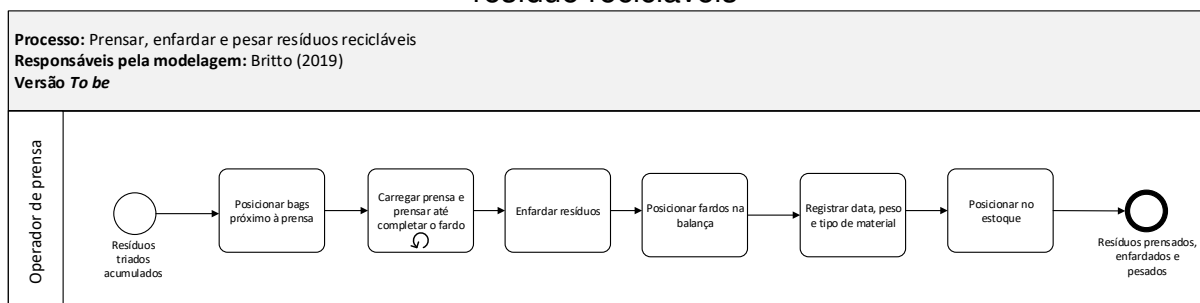 resíduo recicláveis
Processo: Prensar, enfardar e pesar resíduos recicláveis
Responsáveis pela modelagem: Britto (2019)
Versão To be
Operador de prensa
Resíduos
triados
acumulados
Posicionar bags
próximo à prensa
Carregar prensa e
prensar até
completar o fardo
Enfardar resíduos
Posicionar fardos na
balança
Registrar data, peso
e tipo de material
Posicionar no
estoque
Resíduos prensados,
enfardados e
pesados